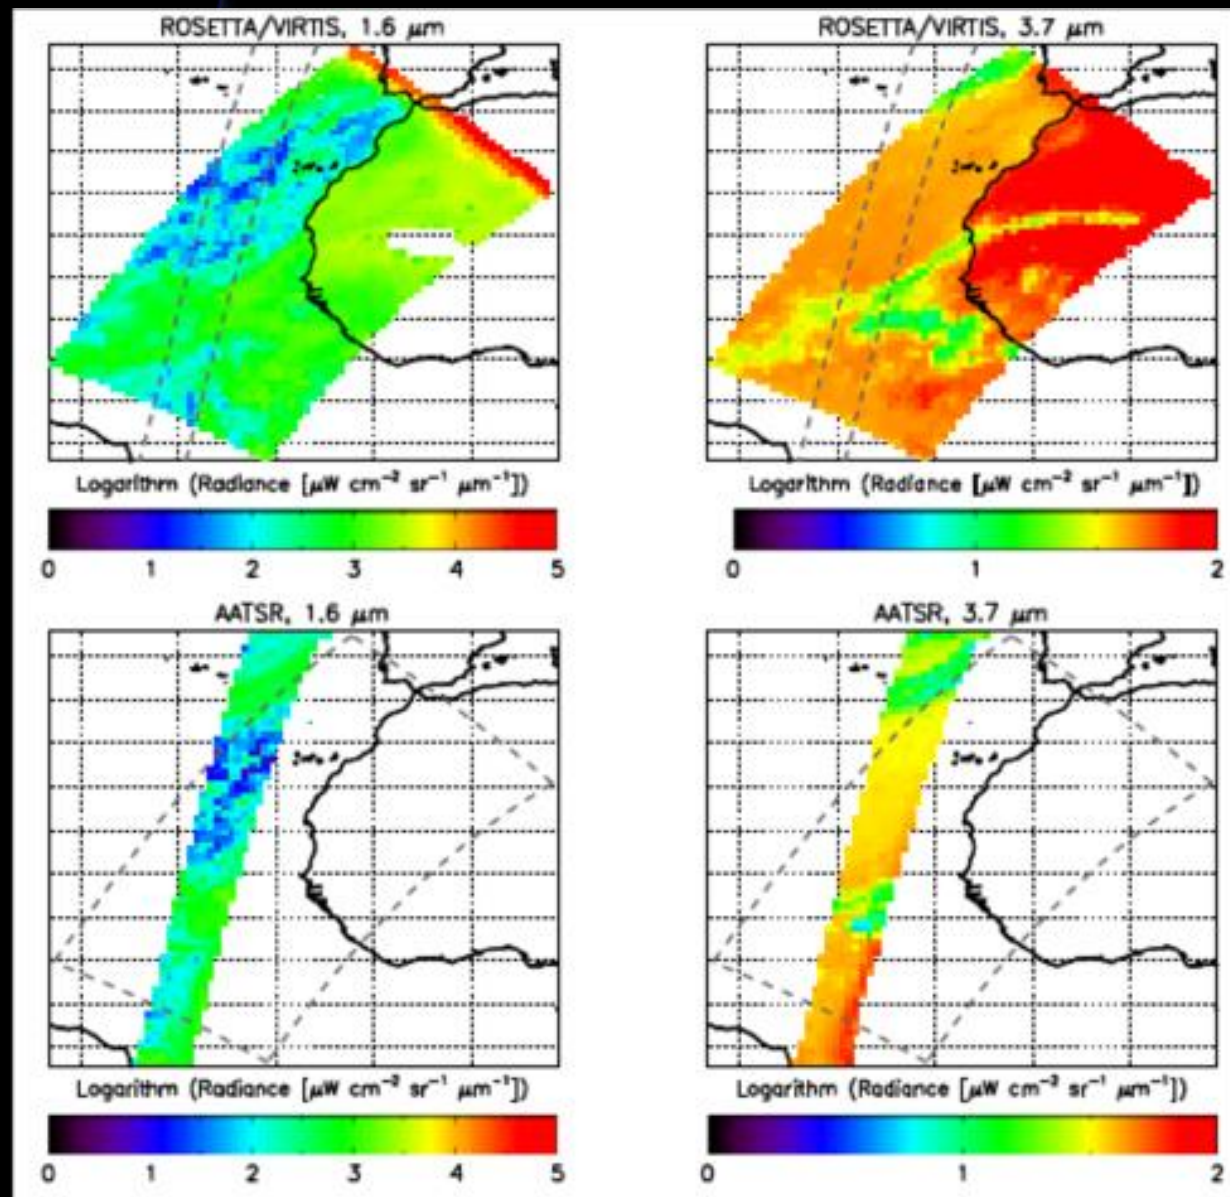 ROSETTA/VIRTIS, 1.6 μm
Logarithm (Radiance [μW cm⁻² sr⁻¹ μm⁻¹])
0 1 2 3 4 5
ROSETTA/VIRTIS, 3.7 μm
Logarithm (Radiance [μW cm⁻² sr⁻¹ μm⁻¹])
0 1 2
AATSR, 1.6 μm
Logarithm (Radiance [μW cm⁻² sr⁻¹ μm⁻¹])
0 1 2 3 4 5
AATSR, 3.7 μm
Logarithm (Radiance [μW cm⁻² sr⁻¹ μm⁻¹])
0 1 2